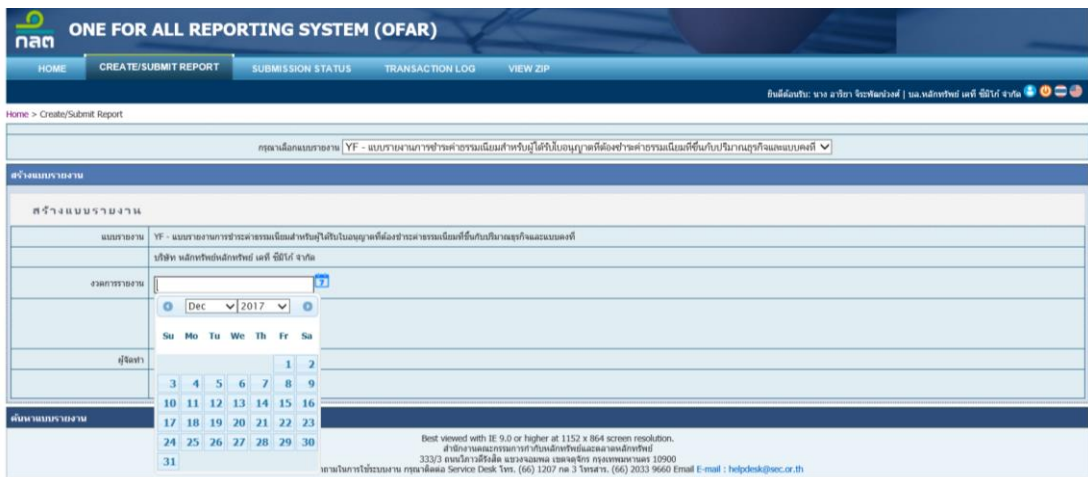 กลต ONE FOR ALL REPORTING SYSTEM (OFAR)
HOME CREATE/SUBMIT REPORT SUBMISSION STATUS TRANSACTION LOG VIEW ZIP
ยินดีต้อนรับ: นาง อาริยา | บล.หลักทรัพย์ เคที ซีมิโก้ จำกัด
Home > Create/Submit Report
กรุณาเลือกแบบรายงาน YF - แบบรายงานการชำระค่าธรรมเนียมสำหรับผู้ได้รับใบอนุญาตที่ต้องชำระค่าธรรมเนียมที่ขึ้นกับปริมาณธุรกิจและแบบคงที่
สร้างแบบรายงาน
สร้างแบบรายงาน
แบบรายงาน YF - แบบรายงานการชำระค่าธรรมเนียมสำหรับผู้ได้รับใบอนุญาตที่ต้องชำระค่าธรรมเนียมที่ขึ้นกับปริมาณธุรกิจและแบบคงที่
บริษัท หลักทรัพย์หลักทรัพย์ เคที ซีมิโก้ จำกัด
งวดการรายงาน 7
Dec 2017
Su Mo Tu We Th Fr Sa
ผู้จัดทำ
1 2
3 4 5 6 7 8 9
10 11 12 13 14 15 16
17 18 19 20 21 22 23
24 25 26 27 28 29 30
31
ค้นหาแบบรายงาน
Best viewed with IE 9.0 or higher at 1152 x 864 screen resolution.
สำนักงานคณะกรรมการกำกับหลักทรัพย์และตลาดหลักทรัพย์
333/3 ถนนวิภาวดีรังสิต แขวงจอมพล เขตจตุจักร กรุงเทพมหานคร 10900
ในการใช้ระบบงาน กรุณาติดต่อ Service Desk โทร. (66) 1207 กด 3 โทรสาร. (66) 2033 9660 Email E-mail : helpdesk@sec.or.th